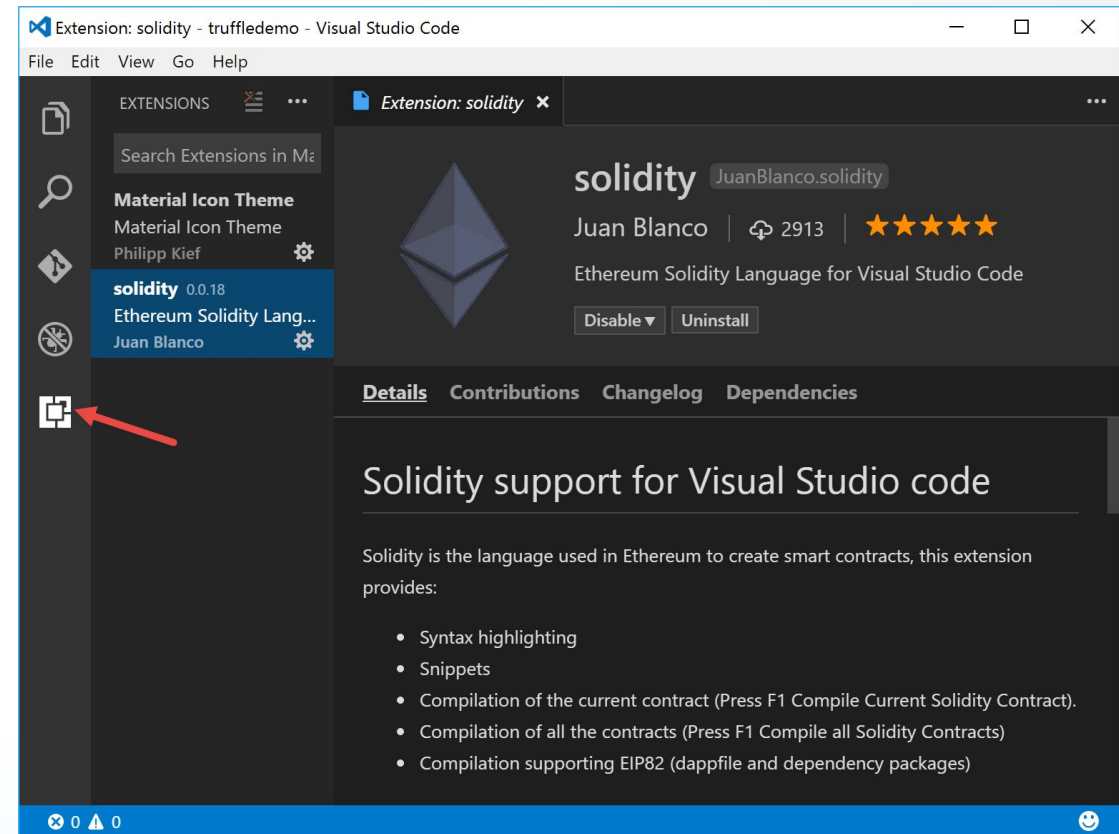 Extension: solidity - truffledemo - Visual Studio Code
File Edit View Go Help
EXTENSIONS
Search Extensions in Ma
Material Icon Theme
Material Icon Theme
Philipp Kief
solidity 0.0.18
Ethereum Solidity Lang...
Juan Blanco
Extension: solidity
solidity JuanBlanco.solidity
Juan Blanco 2913
Ethereum Solidity Language for Visual Studio Code
Disable Uninstall
Details Contributions Changelog Dependencies
Solidity support for Visual Studio code
Solidity is the language used in Ethereum to create smart contracts, this extension
provides:
• Syntax highlighting
• Snippets
• Compilation of the current contract (Press F1 Compile Current Solidity Contract).
• Compilation of all the contracts (Press F1 Compile all Solidity Contracts)
• Compilation supporting EIP82 (dappfile and dependency packages)
0 0